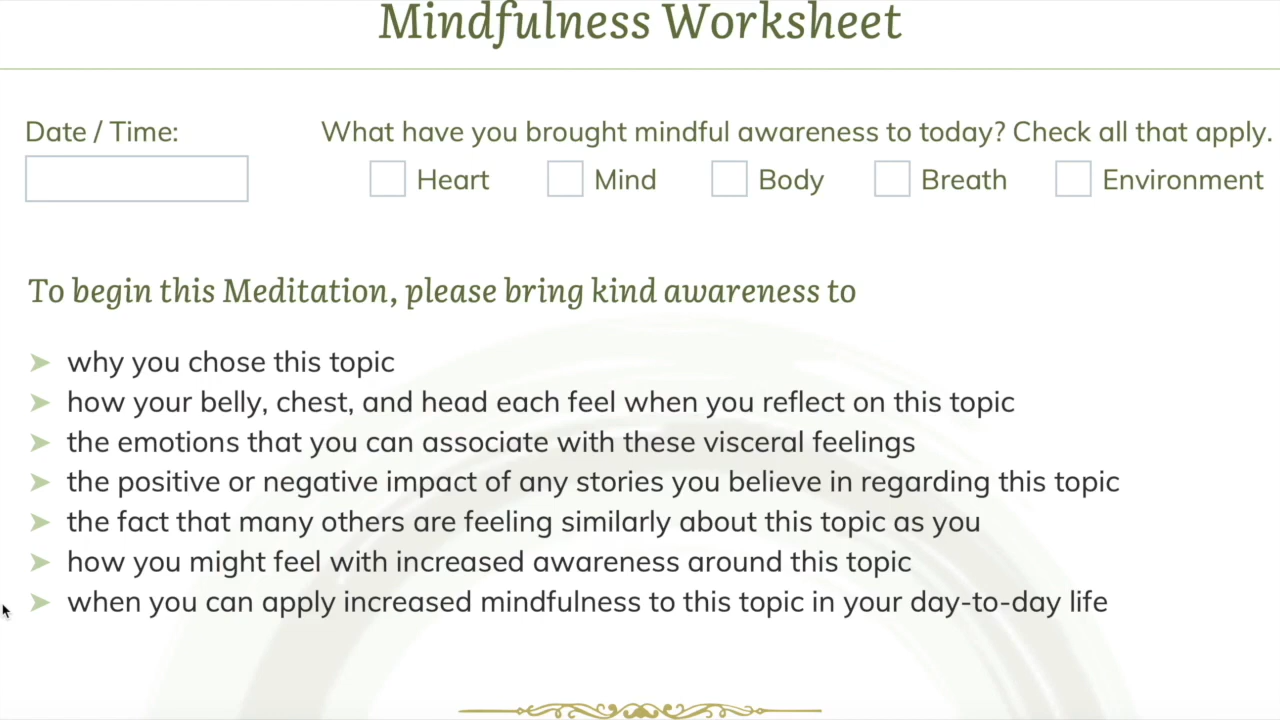 Mindfulness Worksheet
Date / Time:
What have you brought mindful awareness to today? Check all that apply.
Heart Mind Body Breath Environment
To begin this Meditation, please bring kind awareness to
➤ why you chose this topic
➤ how your belly, chest, and head each feel when you reflect on this topic
➤ the emotions that you can associate with these visceral feelings
➤ the positive or negative impact of any stories you believe in regarding this topic
➤ the fact that many others are feeling similarly about this topic as you
➤ how you might feel with increased awareness around this topic
➤ when you can apply increased mindfulness to this topic in your day-to-day life